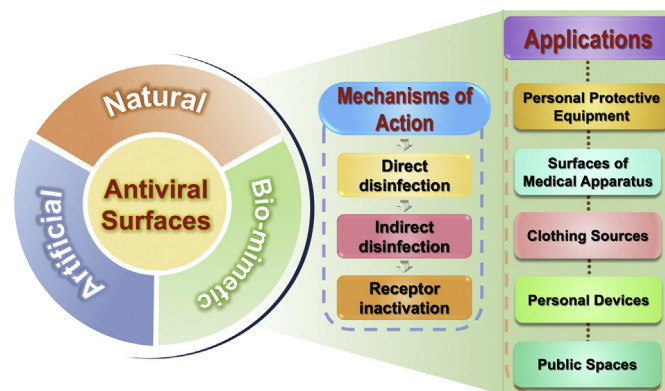 Natural
Artificial
Bio-mimetic
Antiviral
Surfaces
Mechanisms of
Action
Direct
disinfection
Indirect
disinfection
Receptor
inactivation
Applications
Personal Protective
Equipment
Surfaces of
Medical Apparatus
Clothing Sources
Personal Devices
Public Spaces